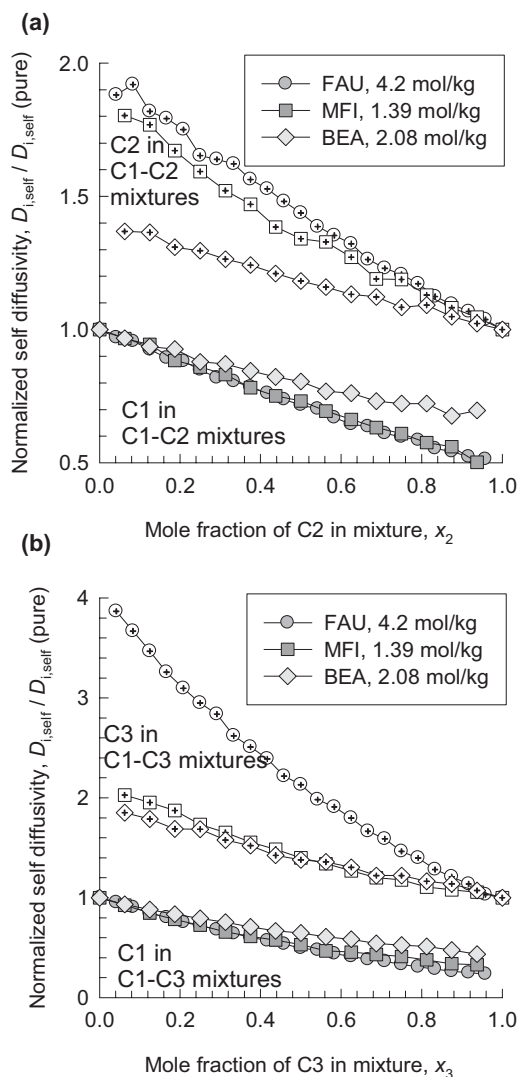 (a)
Normalized self diffusivity, D_{i,self} / D_{i,self} (pure)
2.0
1.5
1.0
0.5
FAU, 4.2 mol/kg
MFI, 1.39 mol/kg
BEA, 2.08 mol/kg
C2 in
C1-C2
mixtures
C1 in
C1-C2 mixtures
0.0 0.2 0.4 0.6 0.8 1.0
Mole fraction of C2 in mixture, x_2
(b)
Normalized self diffusivity, D_{i,self} / D_{i,self} (pure)
4
3
2
1
0
FAU, 4.2 mol/kg
MFI, 1.39 mol/kg
BEA, 2.08 mol/kg
C3 in
C1-C3 mixtures
C1 in
C1-C3 mixtures
0.0 0.2 0.4 0.6 0.8 1.0
Mole fraction of C3 in mixture, x_3